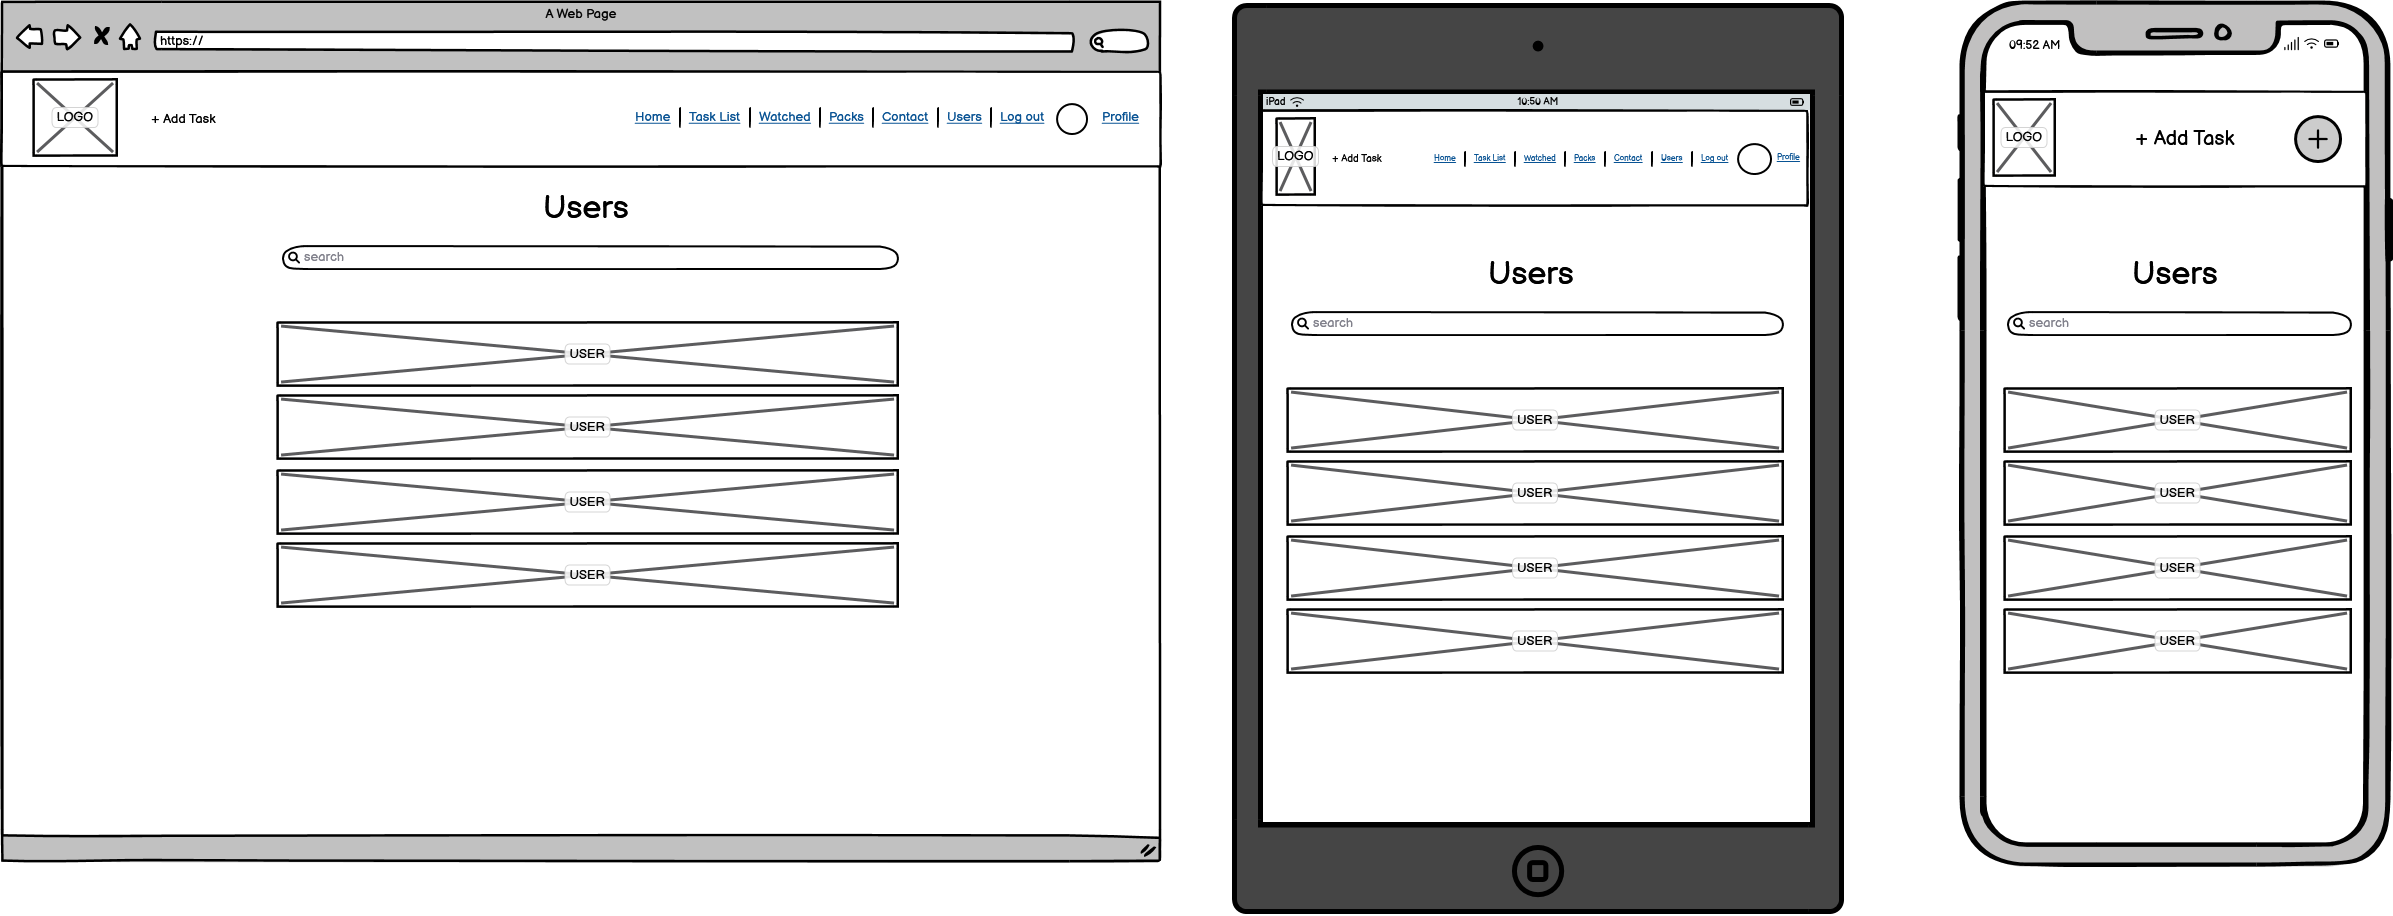 A Web Page
https://
LOGO
+ Add Task
Home Task List Watched Packs Contact Users Log out Profile
Users
search
USER
USER
USER
USER
iPad 10:50 AM
LOGO
+ Add Task
Home Task List Watched Packs Contact Users Log out Profile
Users
search
USER
USER
USER
USER
09:52 AM
LOGO
+ Add Task
Users
search
USER
USER
USER
USER